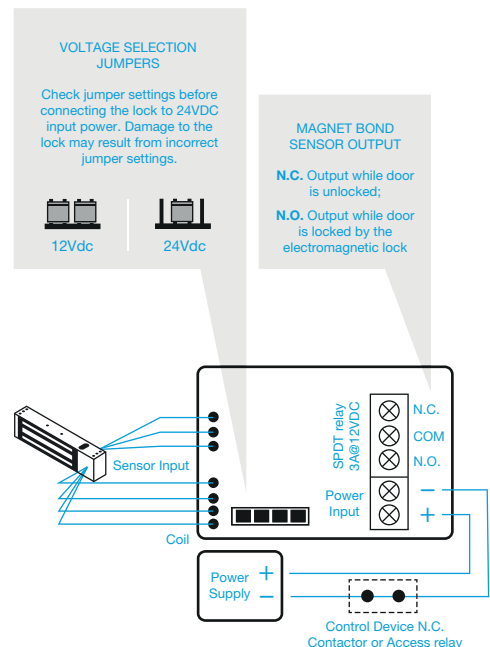 VOLTAGE SELECTION
JUMPERS
Check jumper settings before
connecting the lock to 24VDC
input power. Damage to the
lock may result from incorrect
jumper settings.
12Vdc
24Vdc
MAGNET BOND
SENSOR OUTPUT
N.C. Output while door
is unlocked;
N.O. Output while door
is locked by the
electromagnetic lock
SPDT relay
3A@12VDC
N.C.
COM
N.O.
Sensor Input
Power
Input
−
+
Coil
Power
Supply
+
−
Control Device N.C.
Contactor or Access relay